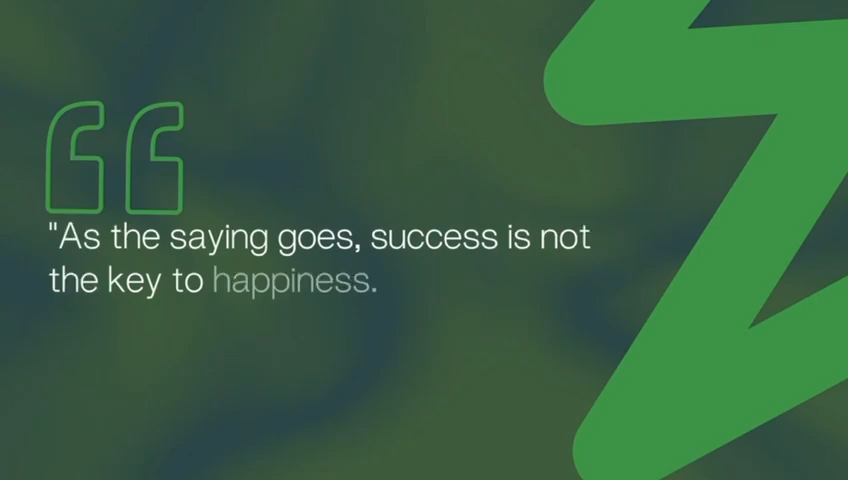 "As the saying goes, success is not
the key to happiness.